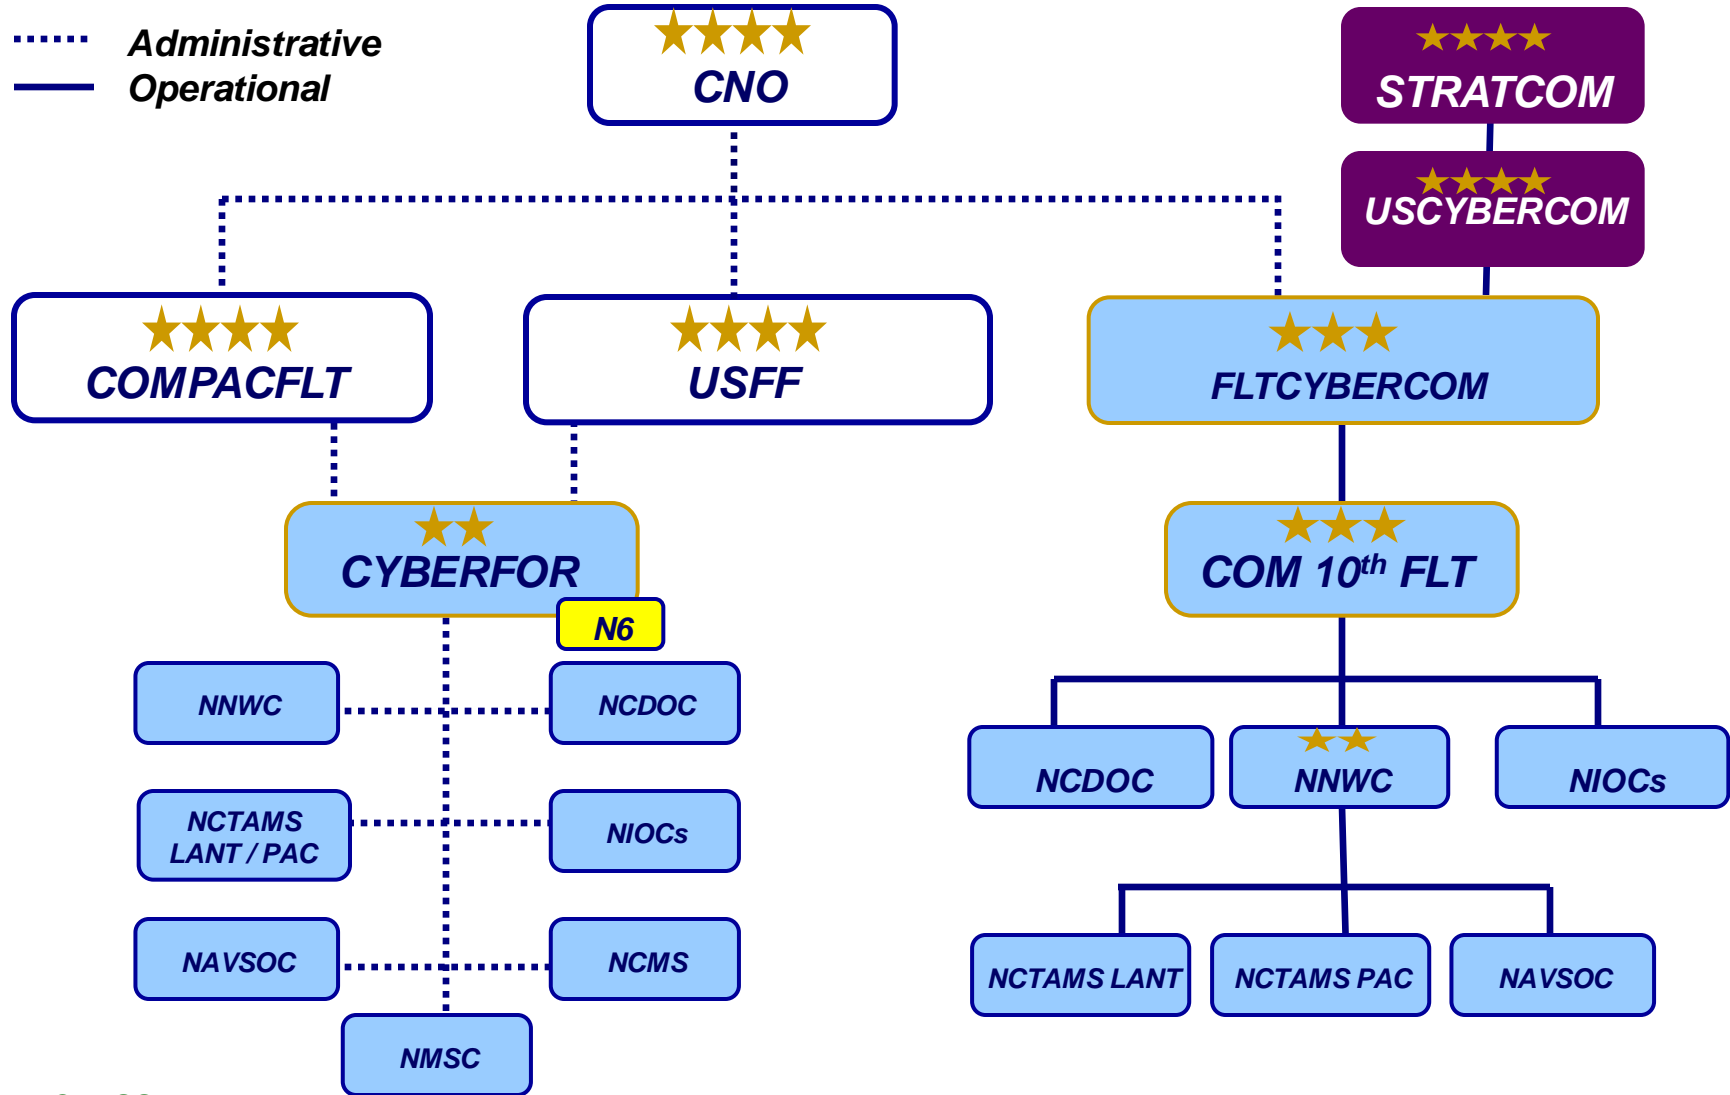 Administrative
Operational
CNO
STRATCOM
USCYBERCOM
COMPACFLT
USFF
FLTCYBERCOM
CYBERFOR
N6
COM 10th FLT
NNWC
NCDOC
NCTAMS
LANT / PAC
NIOCs
NAVSOC
NCMS
NMSC
NCDOC
NNWC
NIOCs
NCTAMS LANT
NCTAMS PAC
NAVSOC